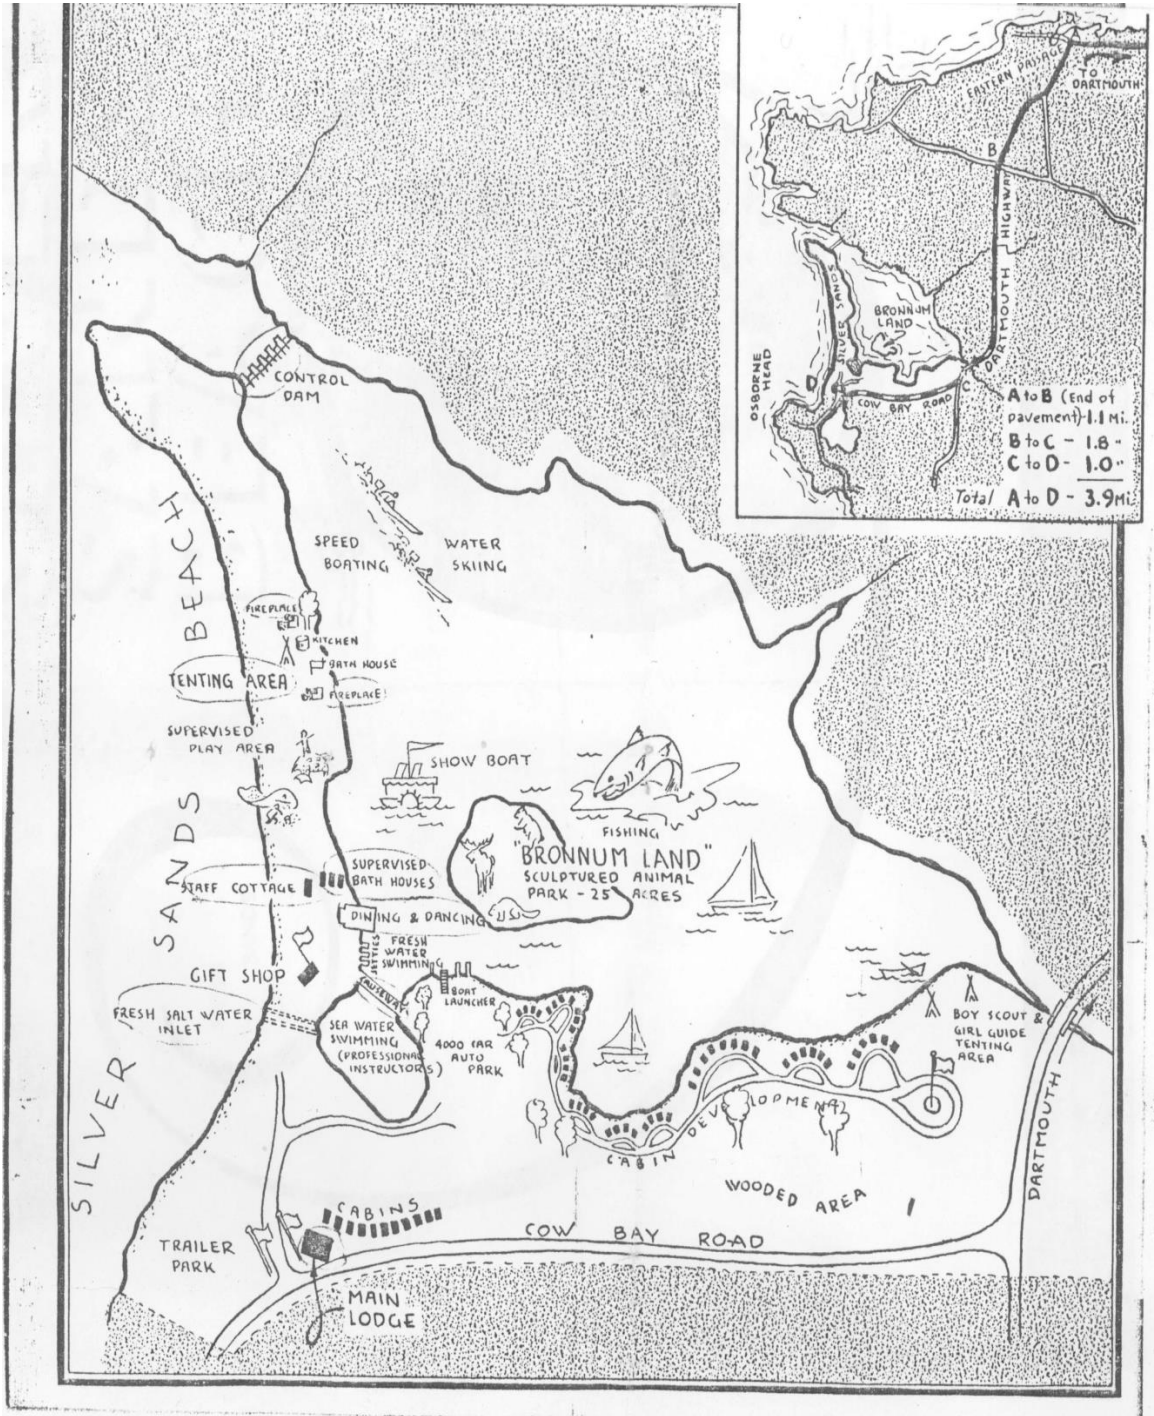 EASTERN PASSAGE
TO
DARTMOUTH
A
B
DARTMOUTH HIGHWAY
SILVER SANDS
BRONNUM
LAND
OSBORNE
HEAD
D
C
COW BAY ROAD
A to B (End of
pavement)-1.1 Mi.
B to C - 1.8 "
C to D - 1.0 "
Total A to D - 3.9 Mi.
CONTROL
DAM
SPEED
BOATING
WATER
SKIING
FIREPLACE
KITCHEN
BATH HOUSE
TENTING AREA
FIREPLACE
SUPERVISED
PLAY AREA
SHOW BOAT
FISHING
"BRONNUM LAND"
SCULPTURED ANIMAL
PARK - 25 ACRES
STAFF COTTAGE
SUPERVISED
BATH HOUSES
DINING & DANCING
JETTIES
FRESH
WATER
SWIMMING
GIFT SHOP
CAUSEWAY
BOAT
LAUNCHER
FRESH SALT WATER
INLET
SEA WATER
SWIMMING
(PROFESSIONAL
INSTRUCTORS)
4000 CAR
AUTO
PARK
BOY SCOUT &
GIRL GUIDE
TENTING
AREA
CABIN DEVELOPMENT
WOODED AREA
DARTMOUTH
SILVER SANDS BEACH
CABINS
COW BAY ROAD
TRAILER
PARK
MAIN
LODGE